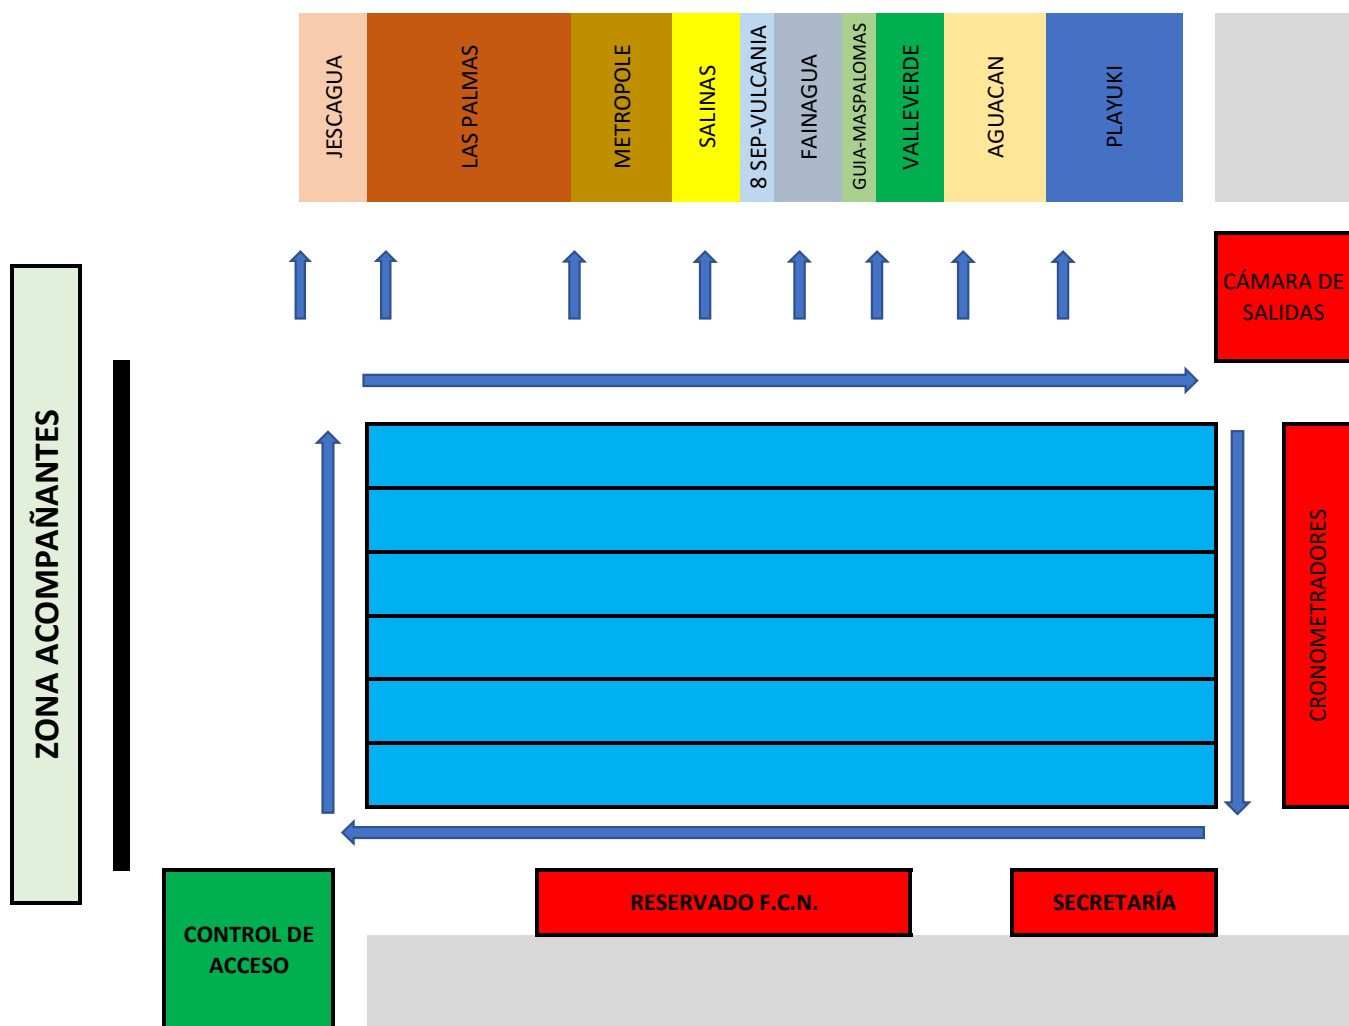 JESCAGUA
LAS PALMAS
METROPOLE
SALINAS
8 SEP-VULCANIA
FAINAGUA
GUIA-MASPALOMAS
VALLEVERDE
AGUACAN
PLAYUKI
CÁMARA DE
SALIDAS
ZONA ACOMPAÑANTES
CRONOMETRADORES
CONTROL DE
ACCESO
RESERVADO F.C.N.
SECRETARÍA